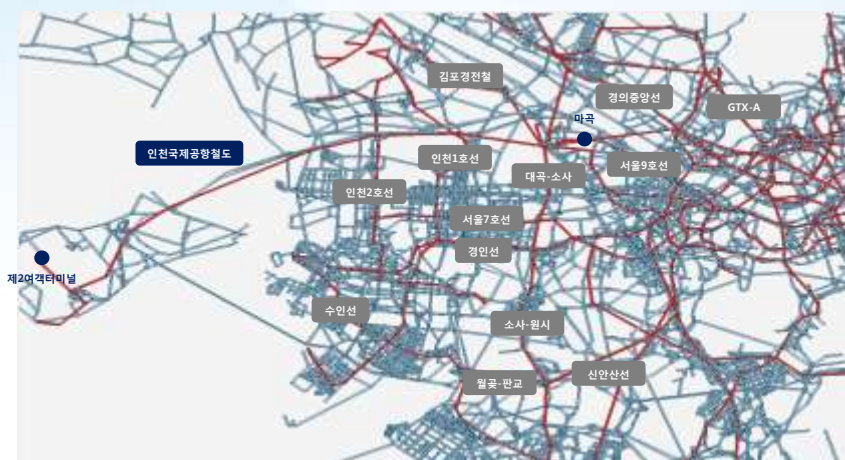 김포경전철
경의중앙선
GTX-A
마곡
인천국제공항철도
인천1호선
서울9호선
대곡-소사
인천2호선
서울7호선
경인선
제2여객터미널
수인선
소사-원시
월곶-판교
신안산선